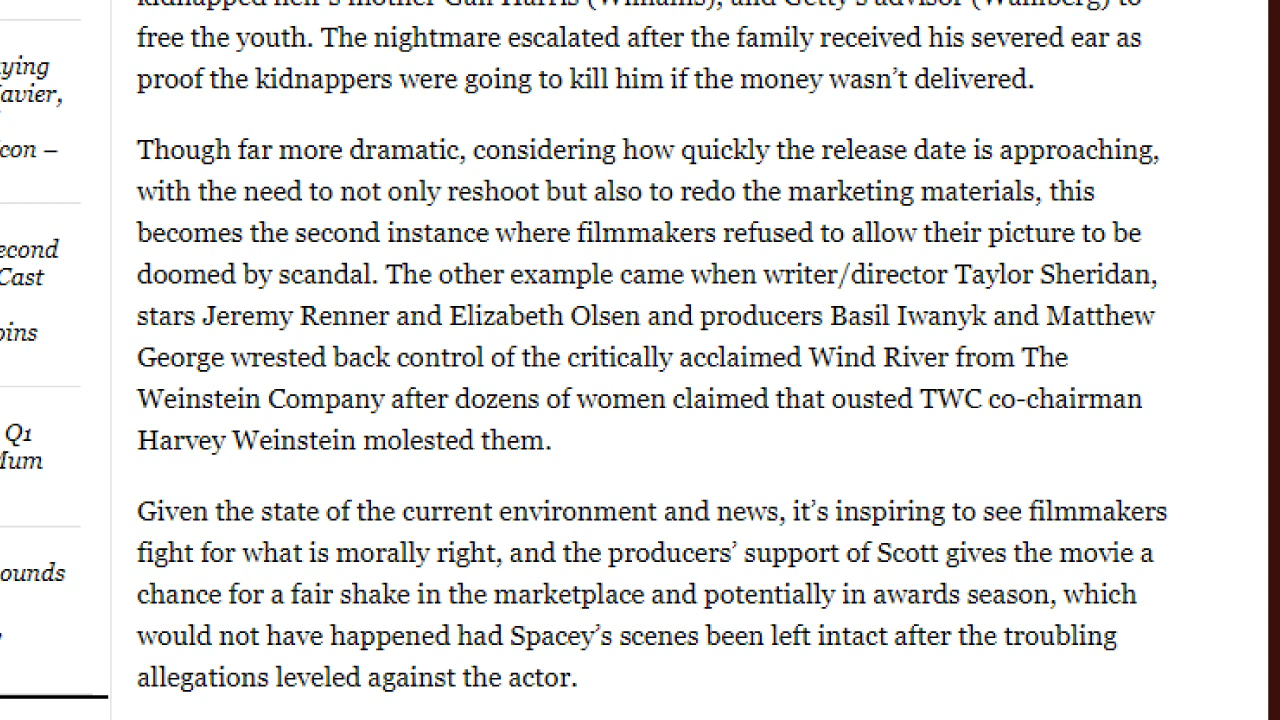 free the youth. The nightmare escalated after the family received his severed ear as
proof the kidnappers were going to kill him if the money wasn’t delivered.
Though far more dramatic, considering how quickly the release date is approaching,
with the need to not only reshoot but also to redo the marketing materials, this
becomes the second instance where filmmakers refused to allow their picture to be
doomed by scandal. The other example came when writer/director Taylor Sheridan,
stars Jeremy Renner and Elizabeth Olsen and producers Basil Iwanyk and Matthew
George wrested back control of the critically acclaimed Wind River from The
Weinstein Company after dozens of women claimed that ousted TWC co-chairman
Harvey Weinstein molested them.
Given the state of the current environment and news, it’s inspiring to see filmmakers
fight for what is morally right, and the producers’ support of Scott gives the movie a
chance for a fair shake in the marketplace and potentially in awards season, which
would not have happened had Spacey’s scenes been left intact after the troubling
allegations leveled against the actor.
Cast
Q1